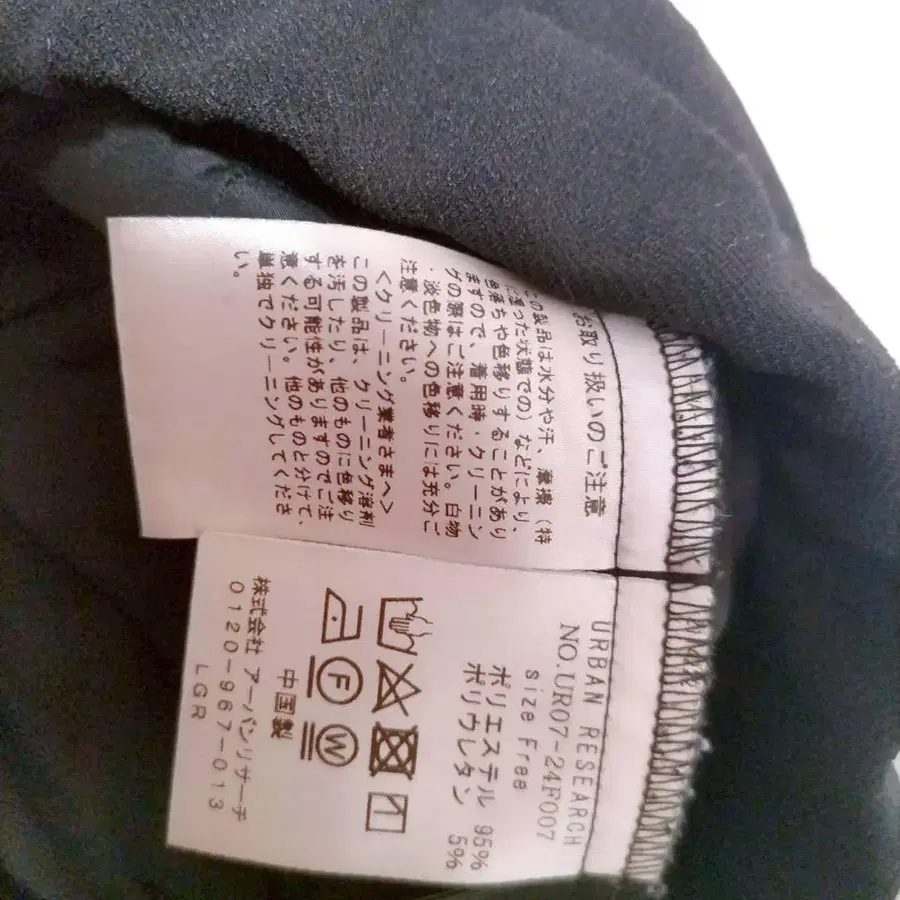 お取り扱いのご注意
この製品は水分や汗、摩擦（特
に湿った状態での）などにより、
色落ちや色移りすることがあり
ますので、着用時・クリーニン
グの際はご注意ください。白物
・淡色物への色移りには充分ご
注意ください。
＜クリーニング業者さまへ＞
この製品は、クリーニング溶剤
を汚したり、他のものに色移り
する可能性がありますのでご注
意ください。他のものと分けて、
単独でクリーニングしてくださ
い。
URBAN RESEARCH
NO.UR07-24F007
size Free
ポリエステル 95%
ポリウレタン 5%
F W
中国製
株式会社 アーバンリサーチ
0120-967-013
LGR